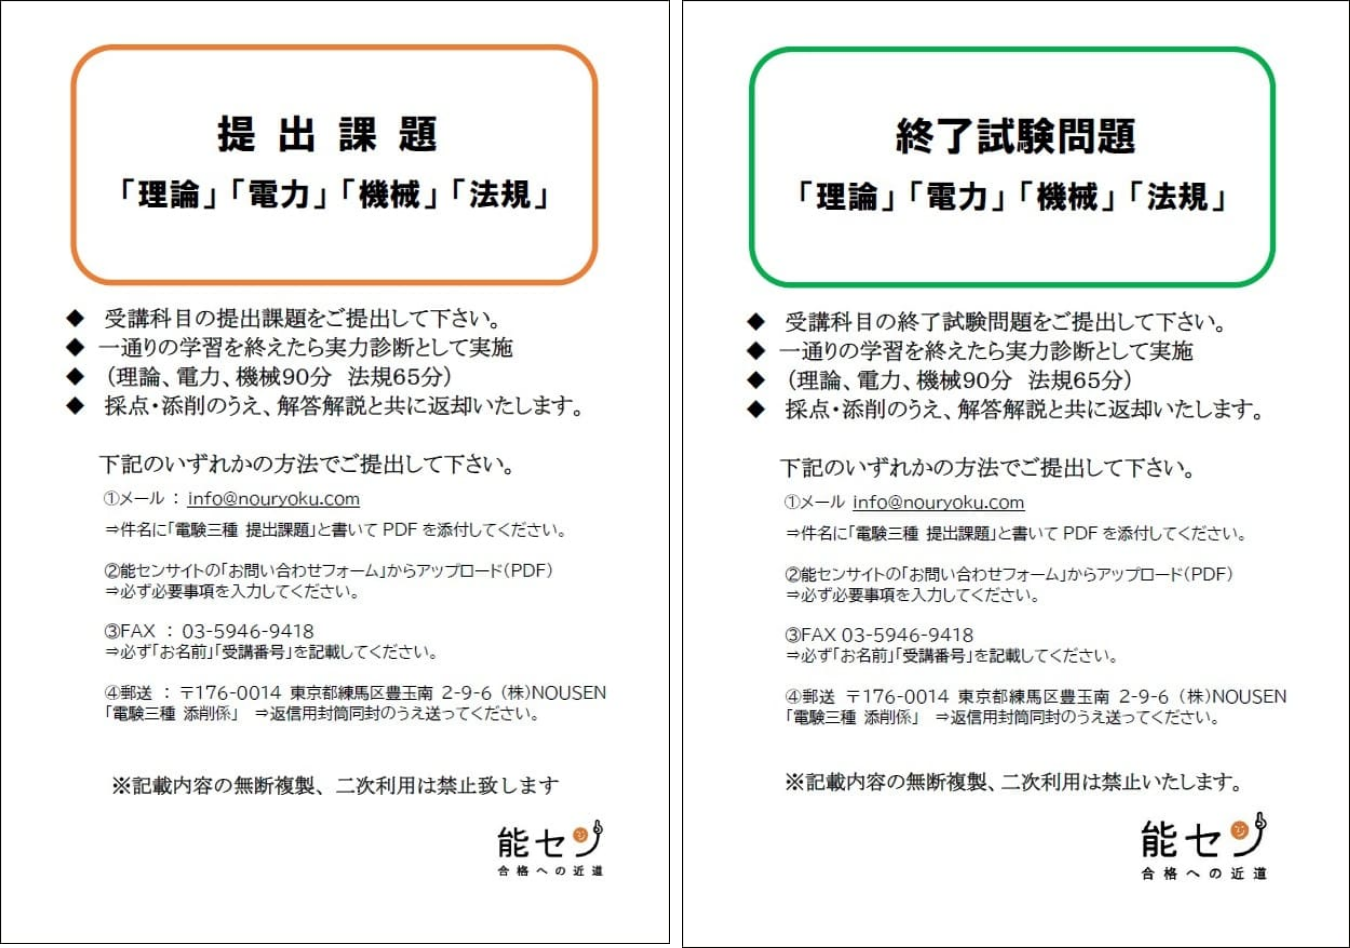 提出課題
「理論」「電力」「機械」「法規」
◆ 受講科目の提出課題をご提出して下さい。
◆ 一通りの学習を終えたら実力診断として実施
◆ （理論、電力、機械90分 法規65分）
◆ 採点・添削のうえ、解答解説と共に返却いたします。
下記のいずれかの方法でご提出して下さい。
①メール ： info@nouryoku.com
⇒件名に「電験三種 提出課題」と書いて PDF を添付してください。
②能センサイトの「お問い合わせフォーム」からアップロード（PDF）
⇒必ず必要事項を入力してください。
③FAX ： 03-5946-9418
⇒必ず「お名前」「受講番号」を記載してください。
④郵送 ： 〒176-0014 東京都練馬区豊玉南 2-9-6 （株）NOUSEN
「電験三種 添削係」 ⇒返信用封筒同封のうえ送ってください。
※記載内容の無断複製、二次利用は禁止致します
能セン
合格への近道
終了試験問題
「理論」「電力」「機械」「法規」
◆ 受講科目の終了試験問題をご提出して下さい。
◆ 一通りの学習を終えたら実力診断として実施
◆ （理論、電力、機械90分 法規65分）
◆ 採点・添削のうえ、解答解説と共に返却いたします。
下記のいずれかの方法でご提出して下さい。
①メール info@nouryoku.com
⇒件名に「電験三種 提出課題」と書いて PDF を添付してください。
②能センサイトの「お問い合わせフォーム」からアップロード（PDF）
⇒必ず必要事項を入力してください。
③FAX 03-5946-9418
⇒必ず「お名前」「受講番号」を記載してください。
④郵送 〒176-0014 東京都練馬区豊玉南 2-9-6 （株）NOUSEN
「電験三種 添削係」 ⇒返信用封筒同封のうえ送ってください。
※記載内容の無断複製、二次利用は禁止いたします。
能セン
合格への近道